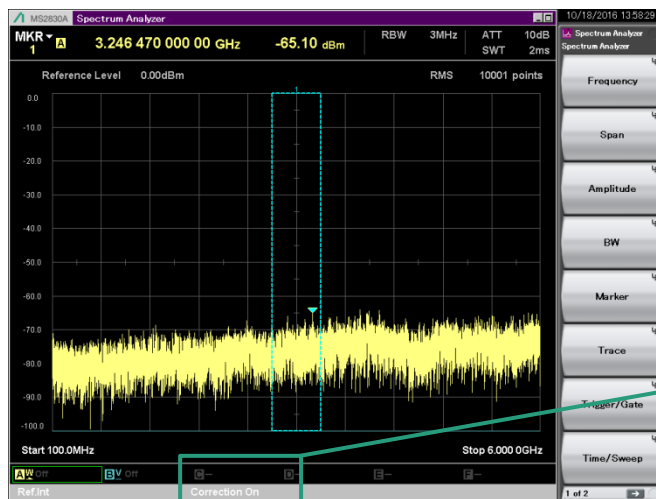 MS2830A Spectrum Analyzer
10/18/2016 13:58:29
MKR 1 A 3.246 470 000 00 GHz -65.10 dBm RBW 3MHz ATT 10dB
SWT 2ms
Reference Level 0.00dBm RMS 10001 points
1
0.0
-10.0
-20.0
-30.0
-40.0
-50.0
-60.0
-70.0
-80.0
-90.0
-100.0
Start 100.0MHz Stop 6.000 0GHz
A W Off B V Off C - D - E - F -
Ref.Int Correction On
Spectrum Analyzer
Spectrum Analyzer
Frequency
Span
Amplitude
BW
Marker
Trace
Trigger/Gate
Time/Sweep
1 of 2